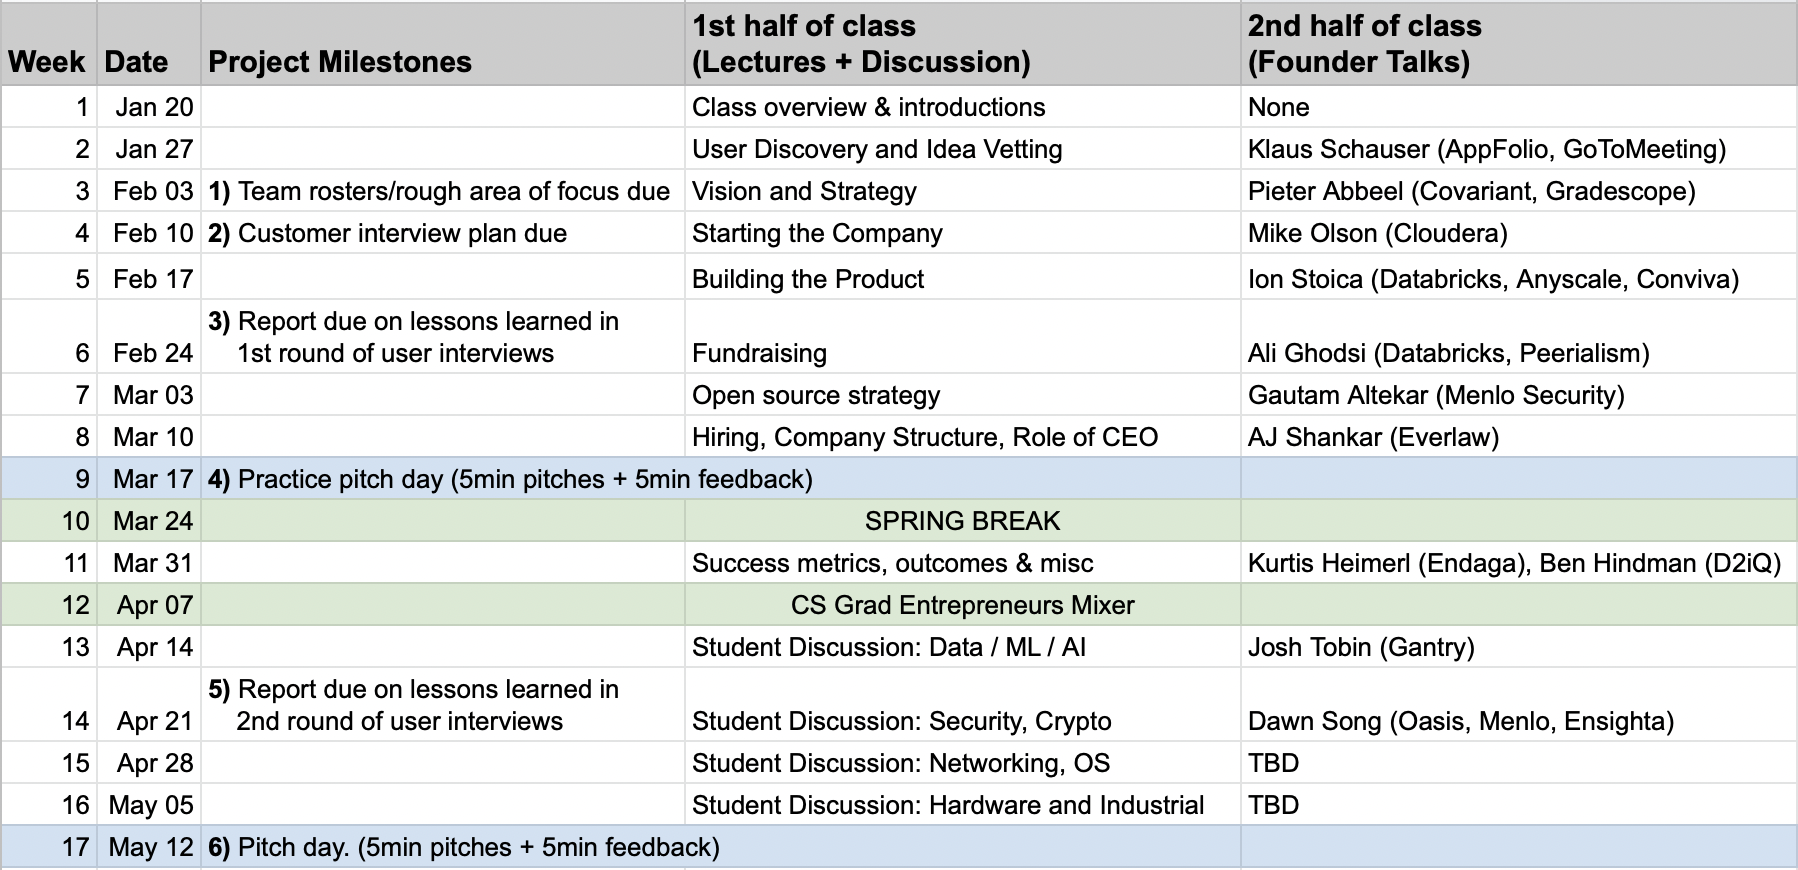 Week Date Project Milestones 1st half of class (Lectures + Discussion) 2nd half of class (Founder Talks)
1 Jan 20 Class overview & introductions None
2 Jan 27 User Discovery and Idea Vetting Klaus Schauser (AppFolio, GoToMeeting)
3 Feb 03 1) Team rosters/rough area of focus due Vision and Strategy Pieter Abbeel (Covariant, Gradescope)
4 Feb 10 2) Customer interview plan due Starting the Company Mike Olson (Cloudera)
5 Feb 17 Building the Product Ion Stoica (Databricks, Anyscale, Conviva)
6 Feb 24 3) Report due on lessons learned in 1st round of user interviews Fundraising Ali Ghodsi (Databricks, Peerialism)
7 Mar 03 Open source strategy Gautam Altekar (Menlo Security)
8 Mar 10 Hiring, Company Structure, Role of CEO AJ Shankar (Everlaw)
9 Mar 17 4) Practice pitch day (5min pitches + 5min feedback)
10 Mar 24 SPRING BREAK
11 Mar 31 Success metrics, outcomes & misc Kurtis Heimerl (Endaga), Ben Hindman (D2iQ)
12 Apr 07 CS Grad Entrepreneurs Mixer
13 Apr 14 Student Discussion: Data / ML / AI Josh Tobin (Gantry)
14 Apr 21 5) Report due on lessons learned in 2nd round of user interviews Student Discussion: Security, Crypto Dawn Song (Oasis, Menlo, Ensighta)
15 Apr 28 Student Discussion: Networking, OS TBD
16 May 05 Student Discussion: Hardware and Industrial TBD
17 May 12 6) Pitch day. (5min pitches + 5min feedback)